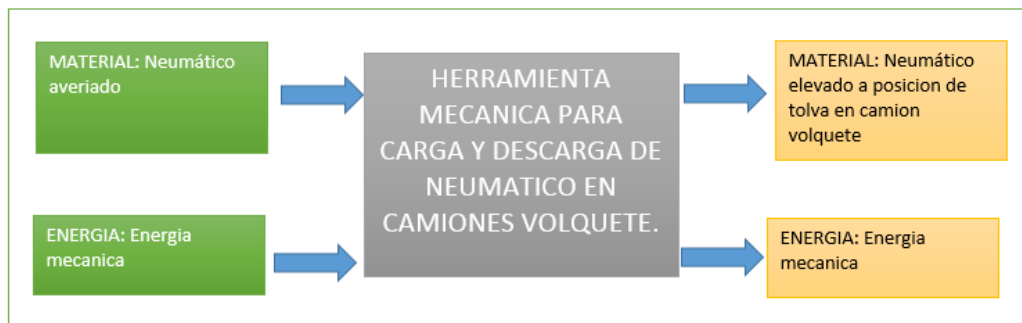 MATERIAL: Neumático
averiado
HERRAMIENTA
MECANICA PARA
CARGA Y DESCARGA DE
NEUMATICO EN
CAMIONES VOLQUETE.
MATERIAL: Neumático
elevado a posicion de
tolva en camion
volquete
ENERGIA: Energia
mecanica
ENERGIA: Energia
mecanica